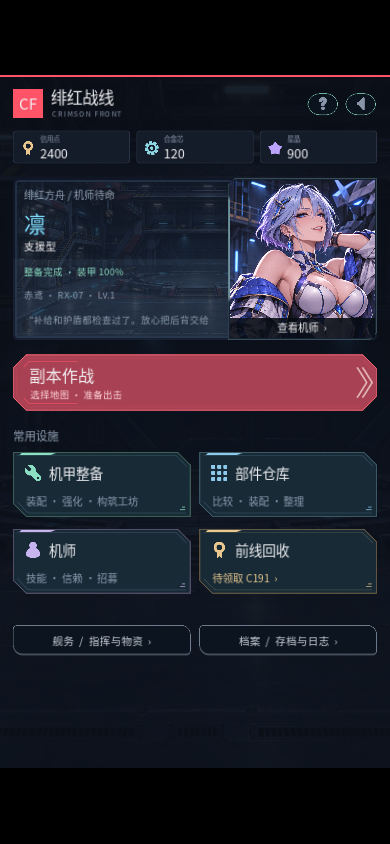 CF
绯红战线
CRIMSON FRONT
?
信用点
2400
合金芯
120
星晶
900
绯红方舟 / 机师待命
凛
支援型
整备完成 · 装甲 100%
赤鸢 · RX-07 · Lv.1
“补给和护盾都检查过了。放心把后背交给
查看机师 ›
副本作战
选择地图 · 准备出击
常用设施
机甲整备
装配 · 强化 · 构筑工坊
部件仓库
比较 · 装配 · 整理
机师
技能 · 信赖 · 招募
前线回收
待领取 C191 ›
舰务 / 指挥与物资 ›
档案 / 存档与日志 ›